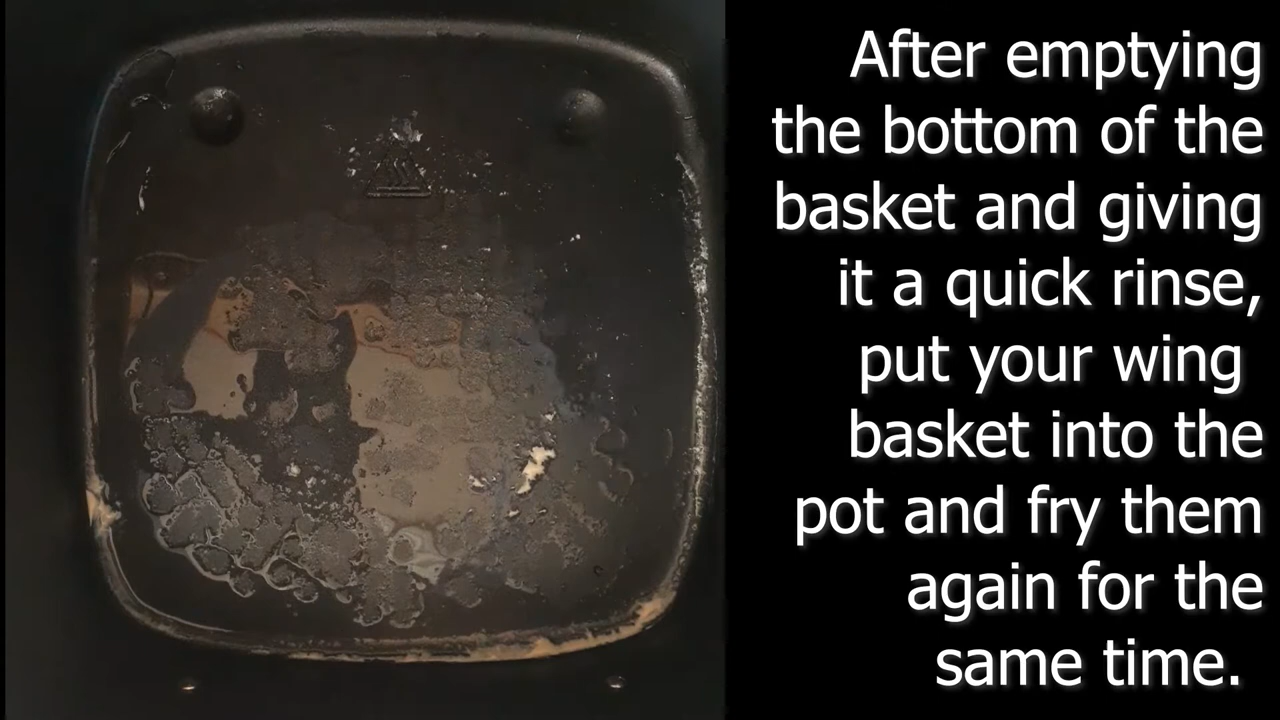 After emptying
the bottom of the
basket and giving
it a quick rinse,
put your wing
basket into the
pot and fry them
again for the
same time.